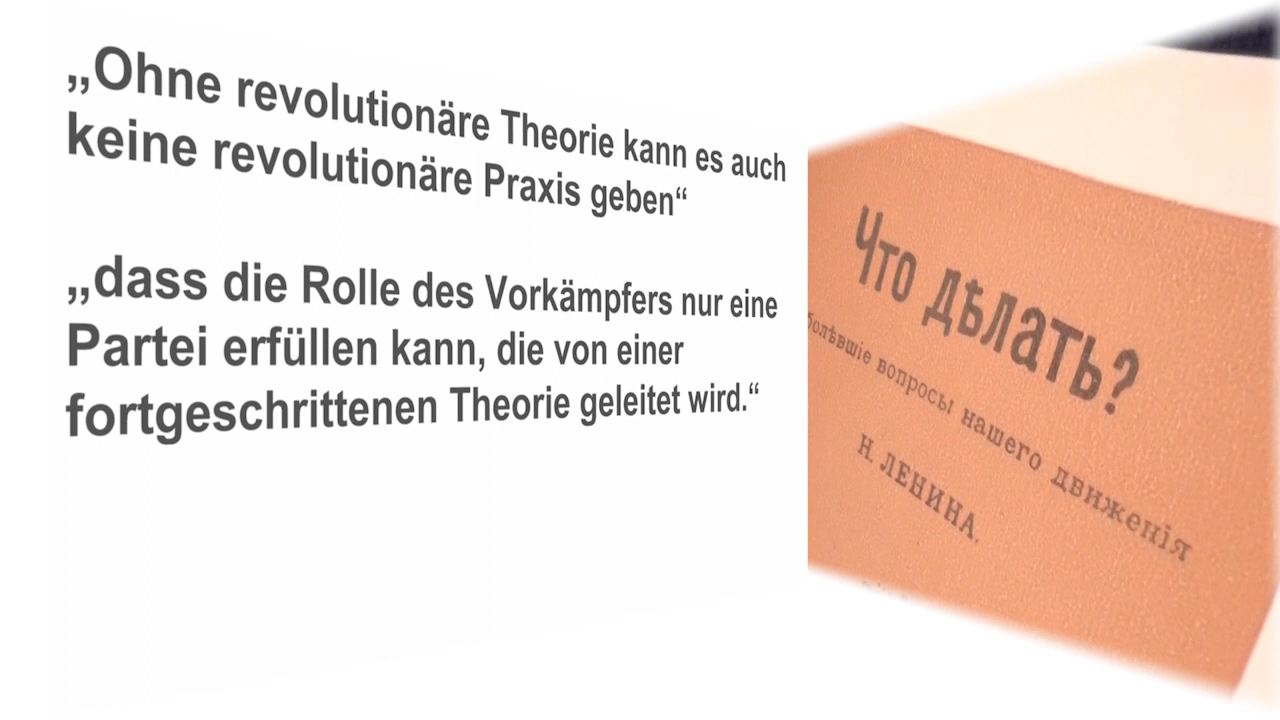 „Ohne revolutionäre Theorie kann es auch
keine revolutionäre Praxis geben“
„dass die Rolle des Vorkämpfers nur eine
Partei erfüllen kann, die von einer
fortgeschrittenen Theorie geleitet wird.“
Что дѣлать?
вопросы нашего движенія
Н. ЛЕНИНА.